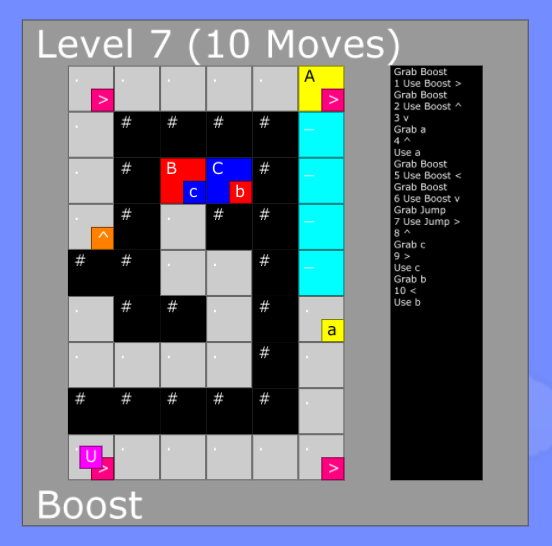 Level 7 (10 Moves)
. > . . . . A >
. # # # # _
. # B c C b # _
. ^ # . # # _
# # . . # _
. # # . # . a
. . . . # .
# # # # # .
. U > . . . . . >
Boost
Grab Boost
1 Use Boost >
Grab Boost
2 Use Boost ^
3 v
Grab a
4 ^
Use a
Grab Boost
5 Use Boost <
Grab Boost
6 Use Boost v
Grab Jump
7 Use Jump >
8 ^
Grab c
9 >
Use c
Grab b
10 <
Use b